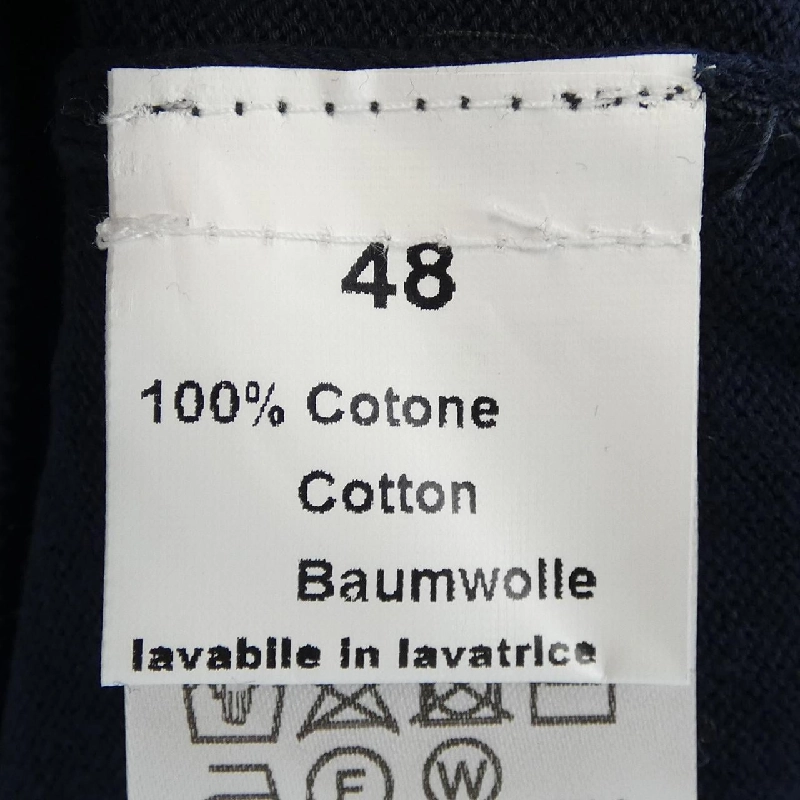 48
100% Cotone
Cotton
Baumwolle
lavabile in lavatrice
F W